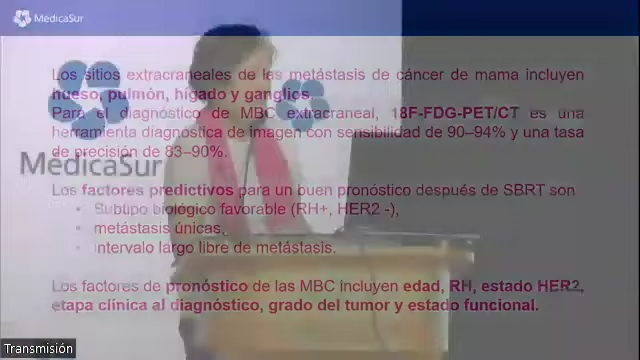 MedicaSur
Los sitios extracraneales de las metástasis de cáncer de mama incluyen
hueso, pulmón, hígado y ganglios.
Para el diagnóstico de MBC extracraneal, 18F-FDG-PET/CT es una
herramienta diagnostica de imagen con sensibilidad de 90–94% y una tasa
de precisión de 83–90%.
MedicaSur
Los factores predictivos para un buen pronóstico después de SBRT son
• Subtipo biológico favorable (RH+, HER2 -),
• metástasis únicas,
• intervalo largo libre de metástasis.
Los factores de pronóstico de las MBC incluyen edad, RH, estado HER2,
etapa clínica al diagnóstico, grado del tumor y estado funcional.
Transmisión